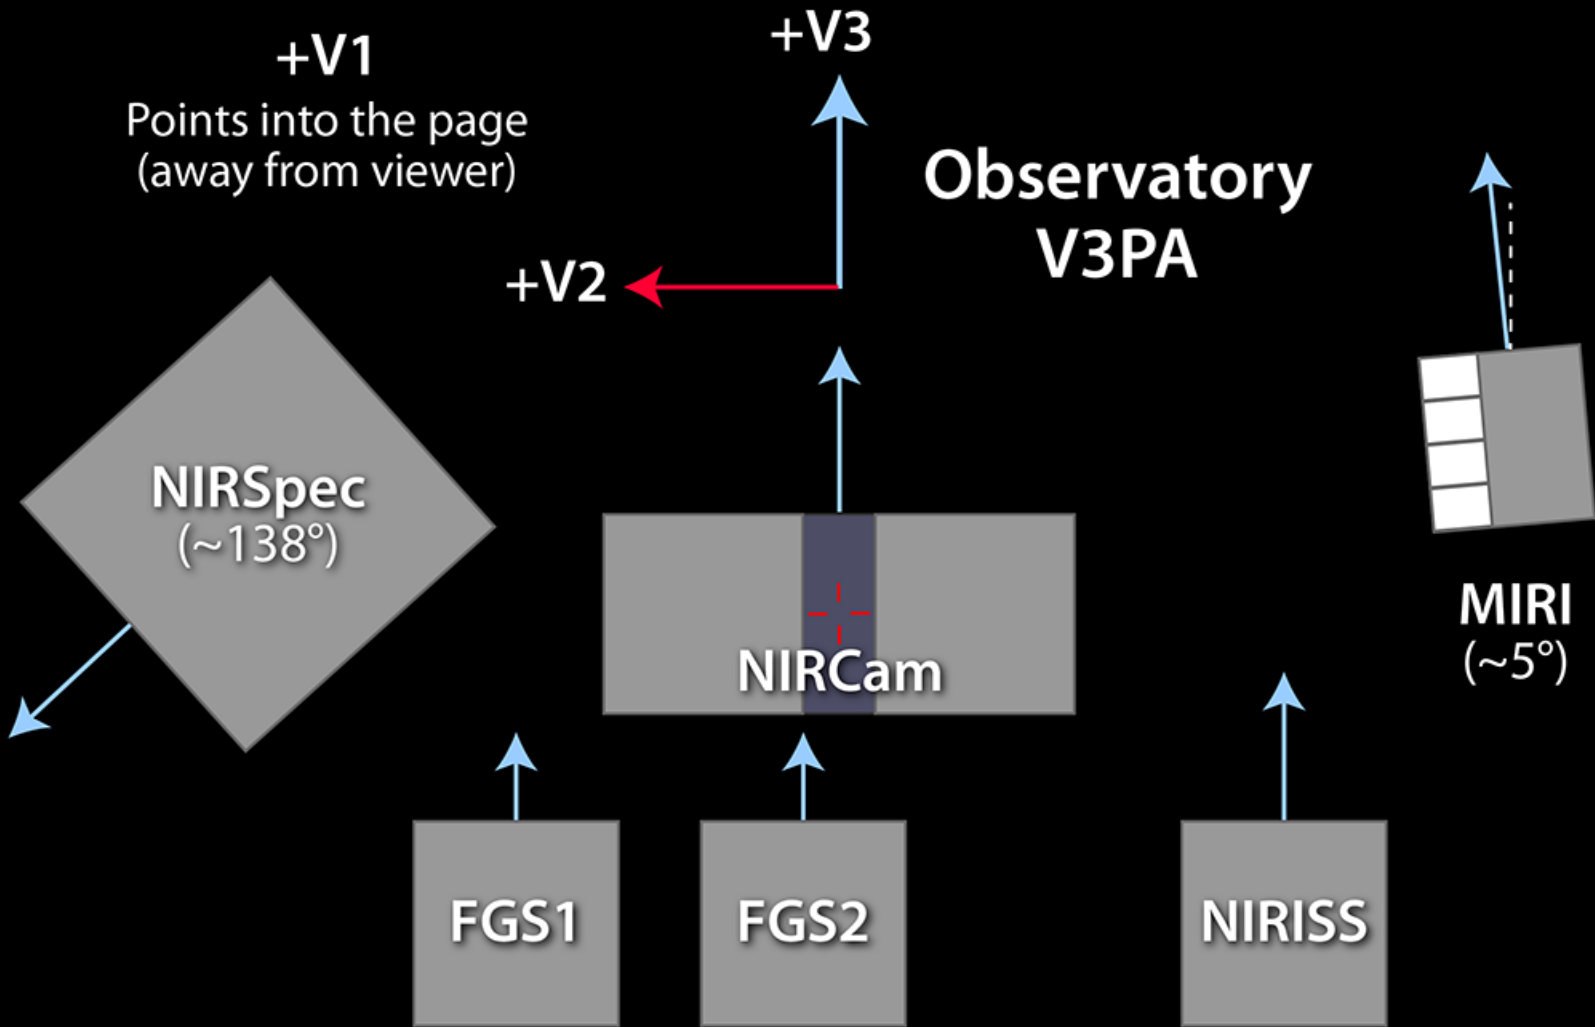 +V1
Points into the page
(away from viewer)
+V3
Observatory
V3PA
+V2
NIRSpec
(~138°)
NIRCam
MIRI
(~5°)
FGS1
FGS2
NIRISS